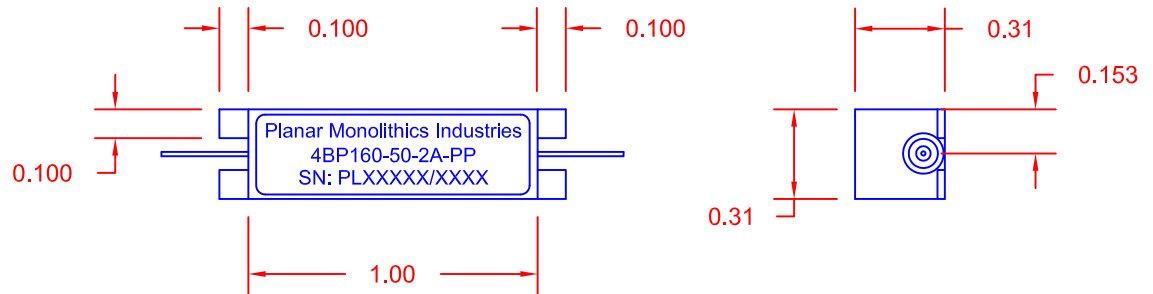 0.100
0.100
0.31
0.153
Planar Monolithics Industries
4BP160-50-2A-PP
SN: PLXXXXX/XXXX
0.100
0.31
1.00